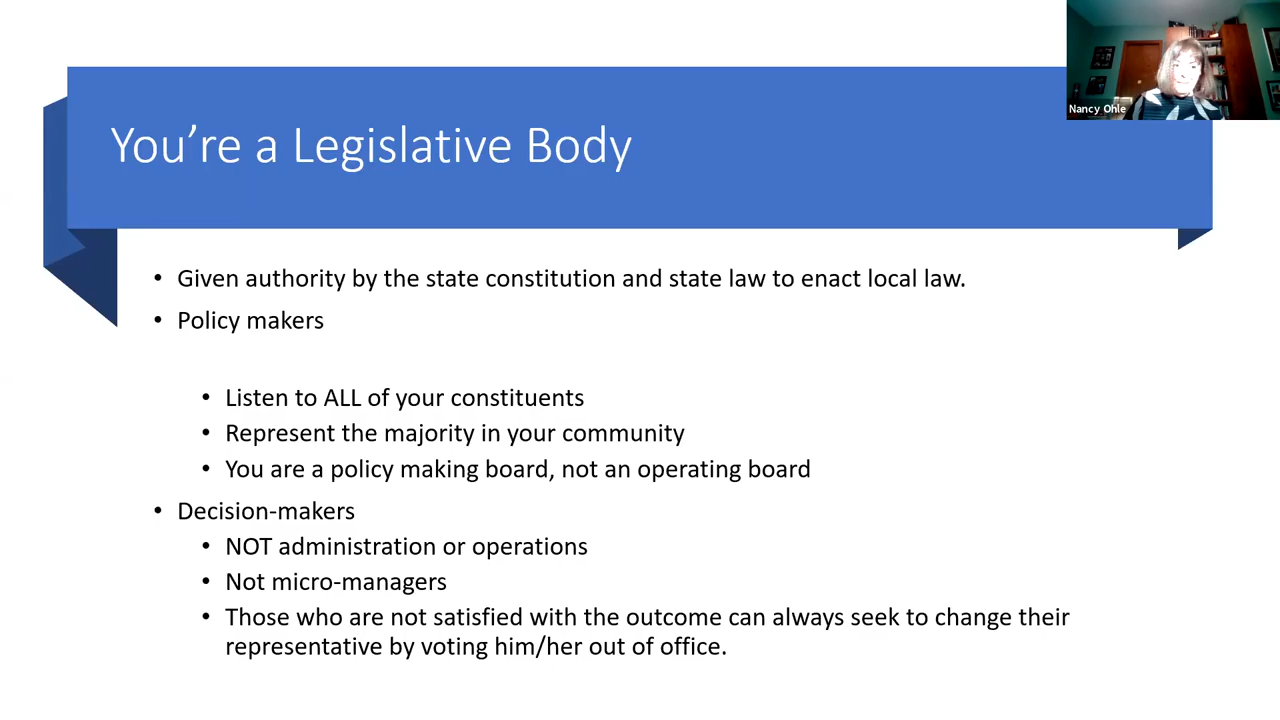 Nancy Ohle
You're a Legislative Body
• Given authority by the state constitution and state law to enact local law.
• Policy makers
• Listen to ALL of your constituents
• Represent the majority in your community
• You are a policy making board, not an operating board
• Decision-makers
• NOT administration or operations
• Not micro-managers
• Those who are not satisfied with the outcome can always seek to change their
representative by voting him/her out of office.